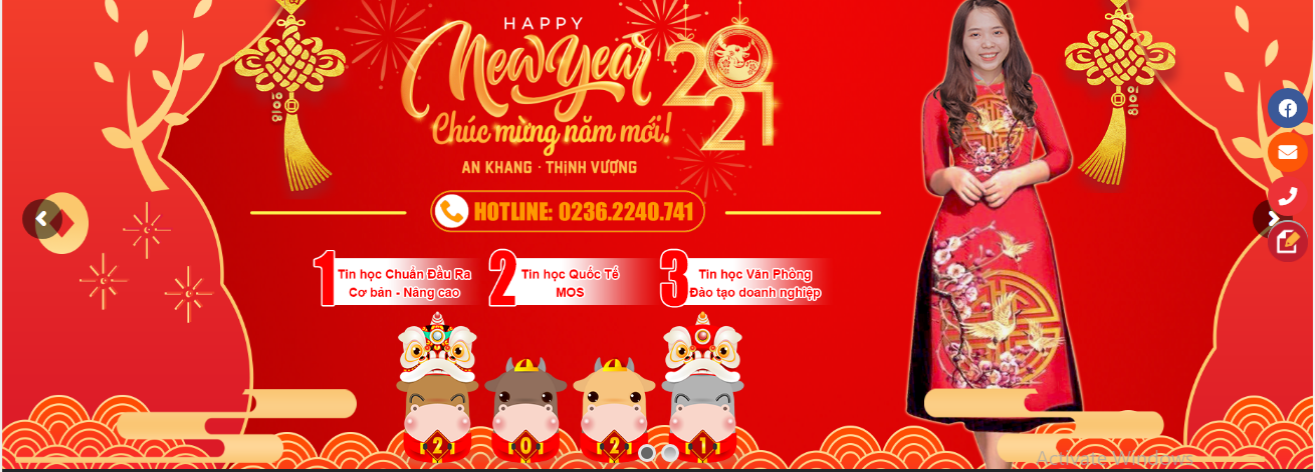 HAPPY
New Year 2021
Chúc mừng năm mới!
AN KHANG · THỊNH VƯỢNG
HOTLINE: 0236.2240.741
1 Tin học Chuẩn Đầu Ra
Cơ bản - Nâng cao
2 Tin học Quốc Tế
MOS
3 Tin học Văn Phòng
Đào tạo doanh nghiệp
2 0 2 1
Activate Windows